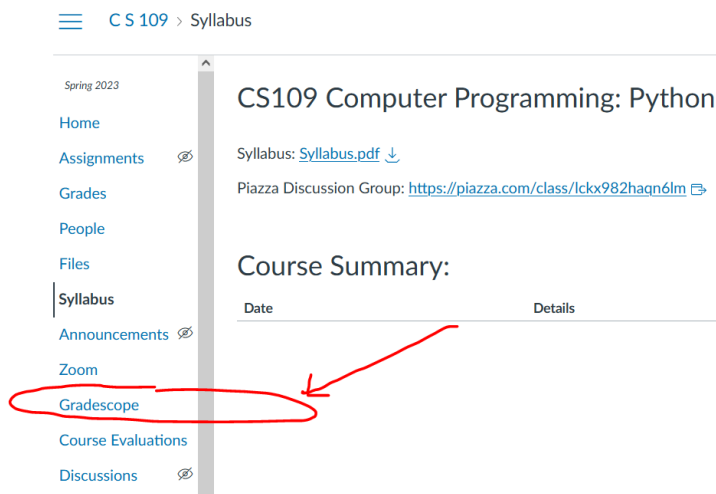 C S 109 > Syllabus
Spring 2023
Home
Assignments
Grades
People
Files
Syllabus
Announcements
Zoom
Gradescope
Course Evaluations
Discussions
CS109 Computer Programming: Python
Syllabus: Syllabus.pdf
Piazza Discussion Group: https://piazza.com/class/lckx982haqn6lm
Course Summary:
Date Details